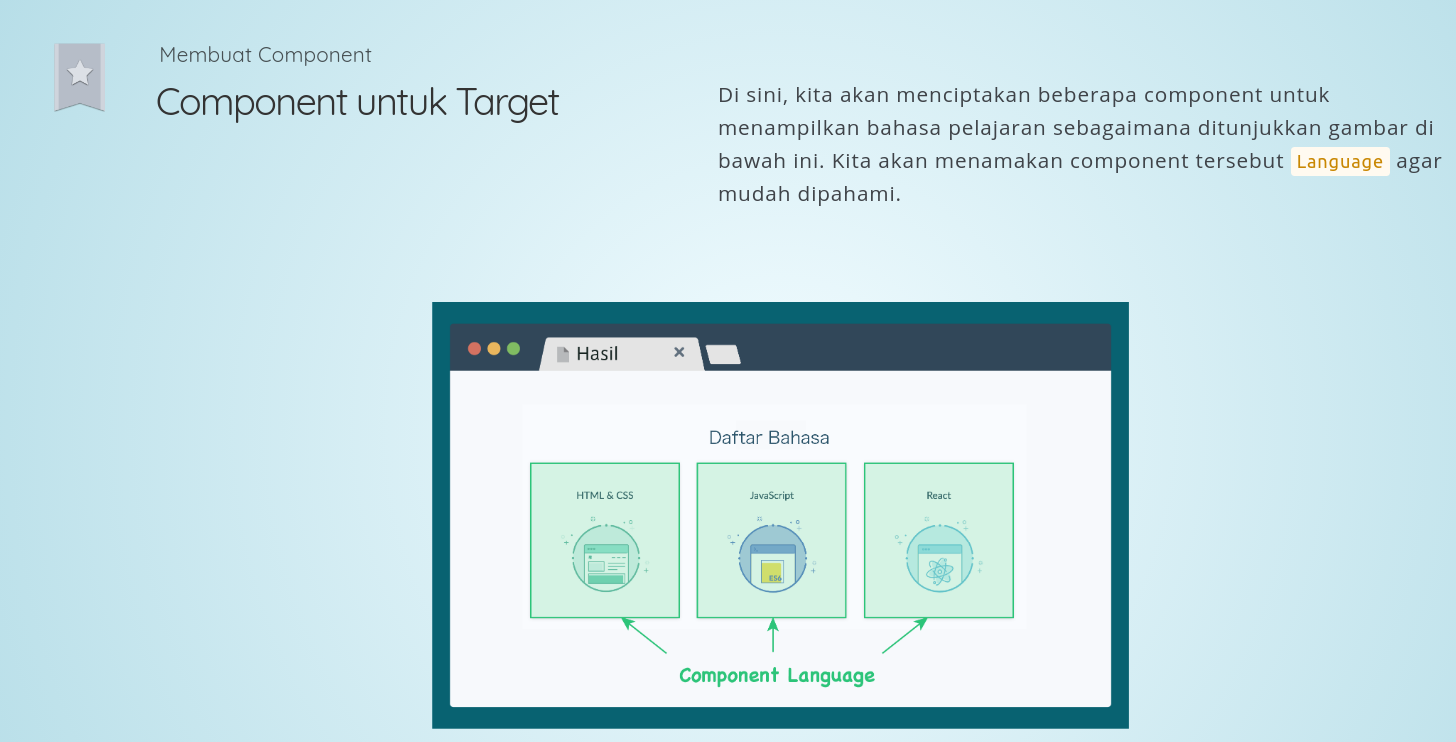 Membuat Component
Component untuk Target
Di sini, kita akan menciptakan beberapa component untuk
menampilkan bahasa pelajaran sebagaimana ditunjukkan gambar di
bawah ini. Kita akan menamakan component tersebut Language agar
mudah dipahami.
Hasil
Daftar Bahasa
HTML & CSS
JavaScript
React
ES6
Component Language